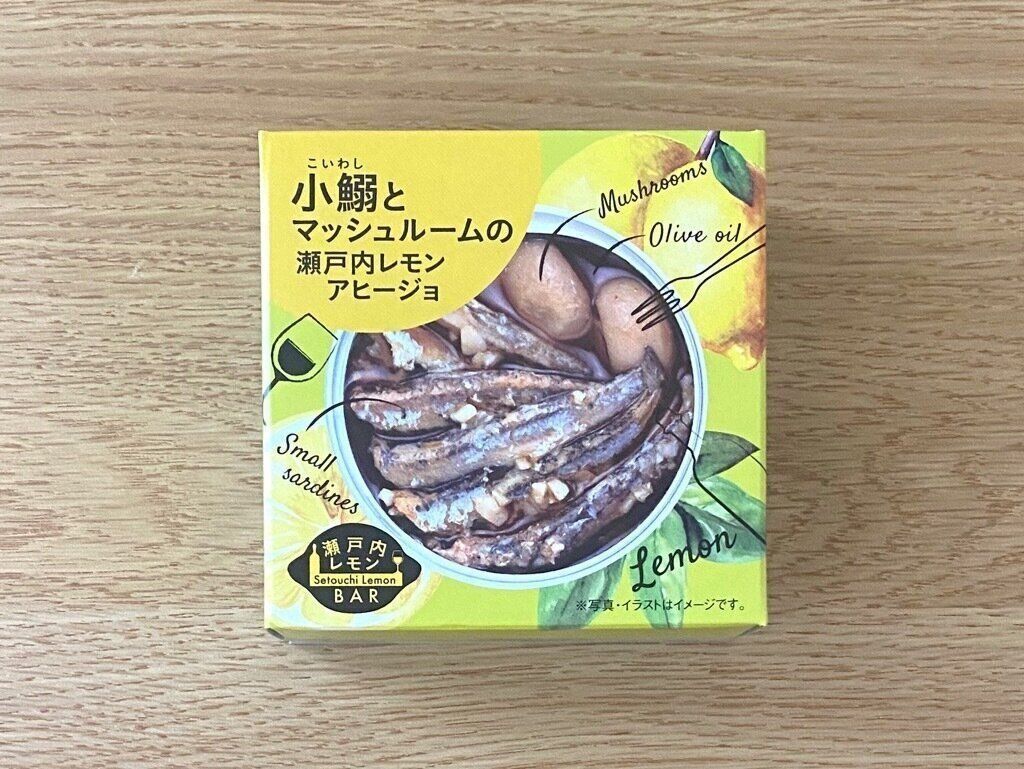 こいわし
小鰯と
マッシュルームの
瀬戸内レモン
アヒージョ
Mushrooms
Olive oil
Small
sardines
Lemon
瀬戸内
レモン
Setouchi Lemon
BAR
※写真・イラストはイメージです。